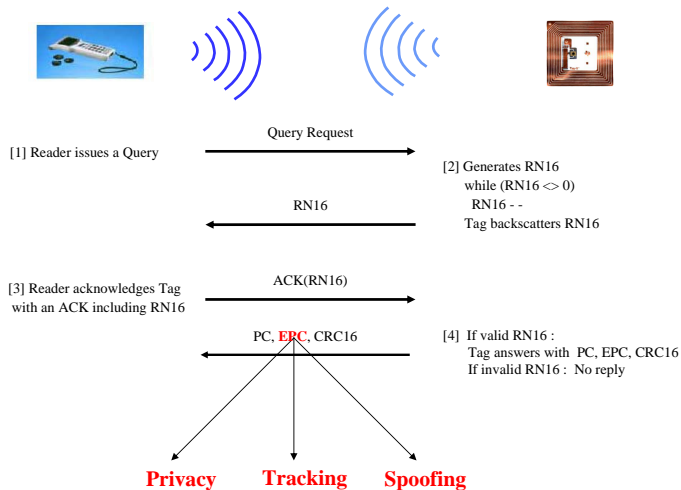 Query Request
[1] Reader issues a Query
[2] Generates RN16
while (RN16 <> 0)
RN16 - -
Tag backscatters RN16
RN16
ACK(RN16)
[3] Reader acknowledges Tag
with an ACK including RN16
PC, EPC, CRC16
[4] If valid RN16 :
Tag answers with PC, EPC, CRC16
If invalid RN16 : No reply
Privacy Tracking Spoofing